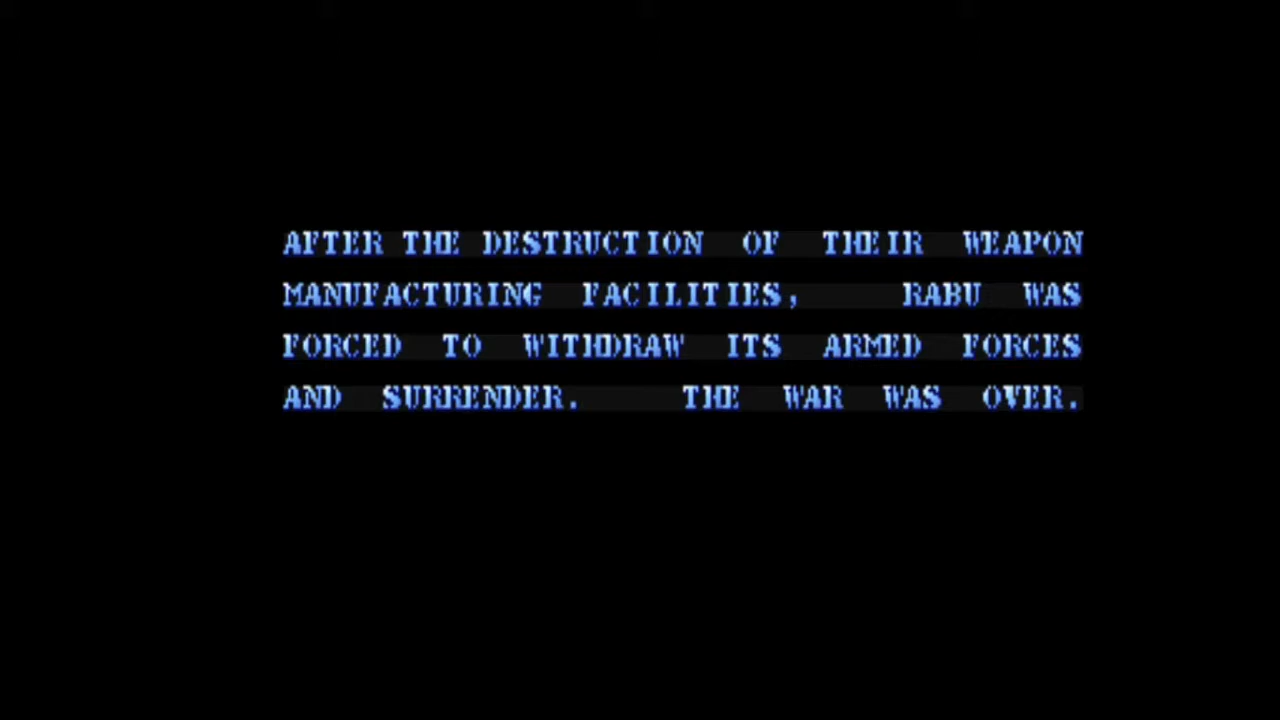 AFTER THE DESTRUCTION OF THEIR WEAPON
MANUFACTURING FACILITIES, RABU WAS
FORCED TO WITHDRAW ITS ARMED FORCES
AND SURRENDER. THE WAR WAS OVER.